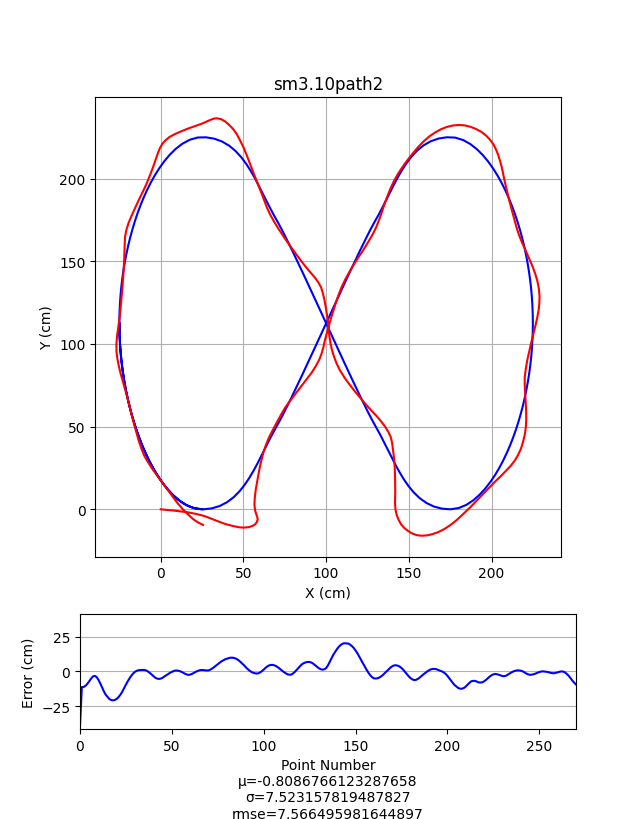 sm3.10path2
200
150
100
50
0
Y (cm)
0 50 100 150 200
X (cm)
25
0
−25
Error (cm)
0 50 100 150 200 250
Point Number
μ=-0.8086766123287658
σ=7.523157819487827
rmse=7.566495981644897